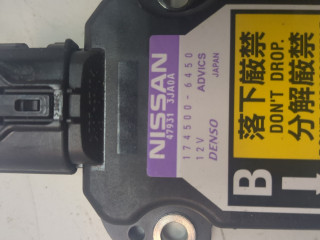 NISSAN
47931 3JA0A
174500-6450
12V ADVICS
DENSO JAPAN
落下厳禁
DON'T DROP.
分解厳禁
B